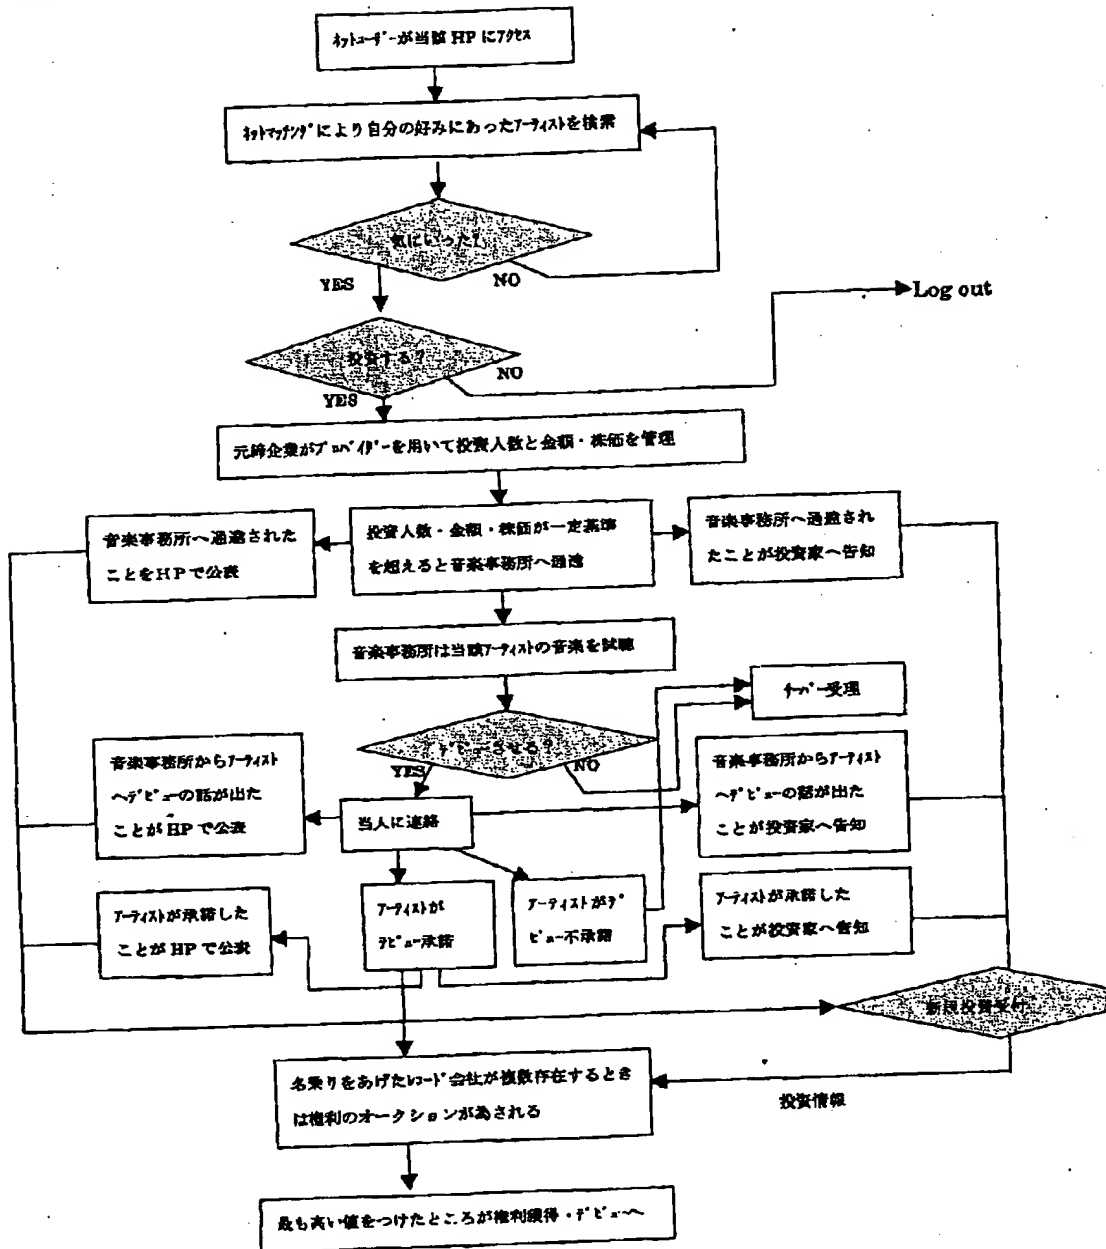 ﾈｯﾄﾕｰｻﾞｰが当該 HP にｱｸｾｽ
ﾈｯﾄﾏｯﾁﾝｸﾞにより自分の好みにあったｱｰﾃｨｽﾄを検索
気にいった?
YES
NO
Log out
投資する?
NO
YES
元締企業がﾌﾟﾛﾊﾞｲﾀﾞｰを用いて投資人数と金額・株価を管理
音楽事務所へ通達された
ことをHPで公表
投資人数・金額・株価が一定基準
を超えると音楽事務所へ通達
音楽事務所へ通達され
たことが投資家へ告知
音楽事務所は当該ｱｰﾃｨｽﾄの音楽を試聴
ｻｰﾊﾞｰ受理
デビューさせる?
YES
NO
音楽事務所からｱｰﾃｨｽﾄ
へﾃﾞﾋﾞｭｰの話が出た
ことが HP で公表
当人に連絡
音楽事務所からｱｰﾃｨｽﾄ
へﾃﾞﾋﾞｭｰの話が出た
ことが投資家へ告知
ｱｰﾃｨｽﾄが承諾した
ことが HP で公表
ｱｰﾃｨｽﾄが
ﾃﾞﾋﾞｭｰ承諾
ｱｰﾃｨｽﾄがﾃﾞ
ﾋﾞｭｰ不承諾
ｱｰﾃｨｽﾄが承諾した
ことが投資家へ告知
新規投資受付
名乗りをあげたﾚｺｰﾄﾞ会社が複数存在するとき
は権利のオークションが為される
投資情報
最も高い値をつけたところが権利獲得・ﾃﾞﾋﾞｭｰへ